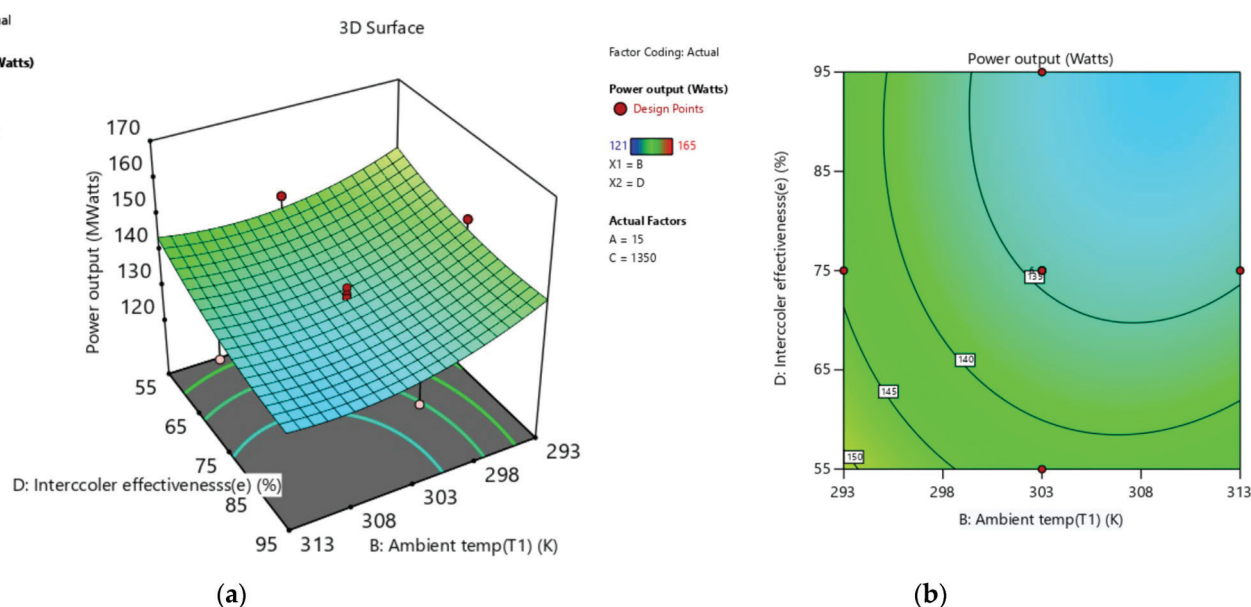 ual
Watts)
3D Surface
170
160
150
140
130
120
Power output (MWatts)
55
65
75
85
95
D: Interccoler effectivenesss(e) (%)
313
308
303
298
293
B: Ambient temp(T1) (K)
Factor Coding: Actual
Power output (Watts)
Design Points
121 165
X1 = B
X2 = D
Actual Factors
A = 15
C = 1350
Power output (Watts)
D: Interccoler effectivenesss(e) (%)
95
85
75
65
55
135
140
145
150
293 298 303 308 313
B: Ambient temp(T1) (K)
(a) (b)